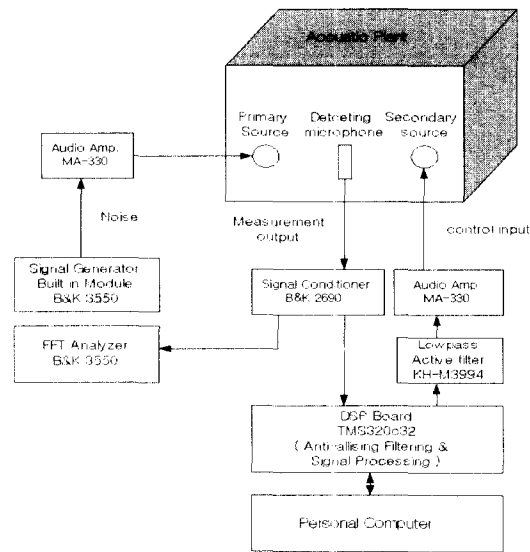 Acoustic Plant
Primary
Source
Detecting
microphone
Secondary
source
Audio Amp.
MA-330
Noise
Measurement
output
control input
Signal Generator
Built in Module
B&K 3550
Signal Conditioner
B&K 2690
Audio Amp
MA-330
FFT Analyzer
B&K 3550
Lowpass
Active filter
KH-M3994
DSP Board
TMS320c32
( Anti-aliising Filtering &
Signal Processing )
Personal Computer